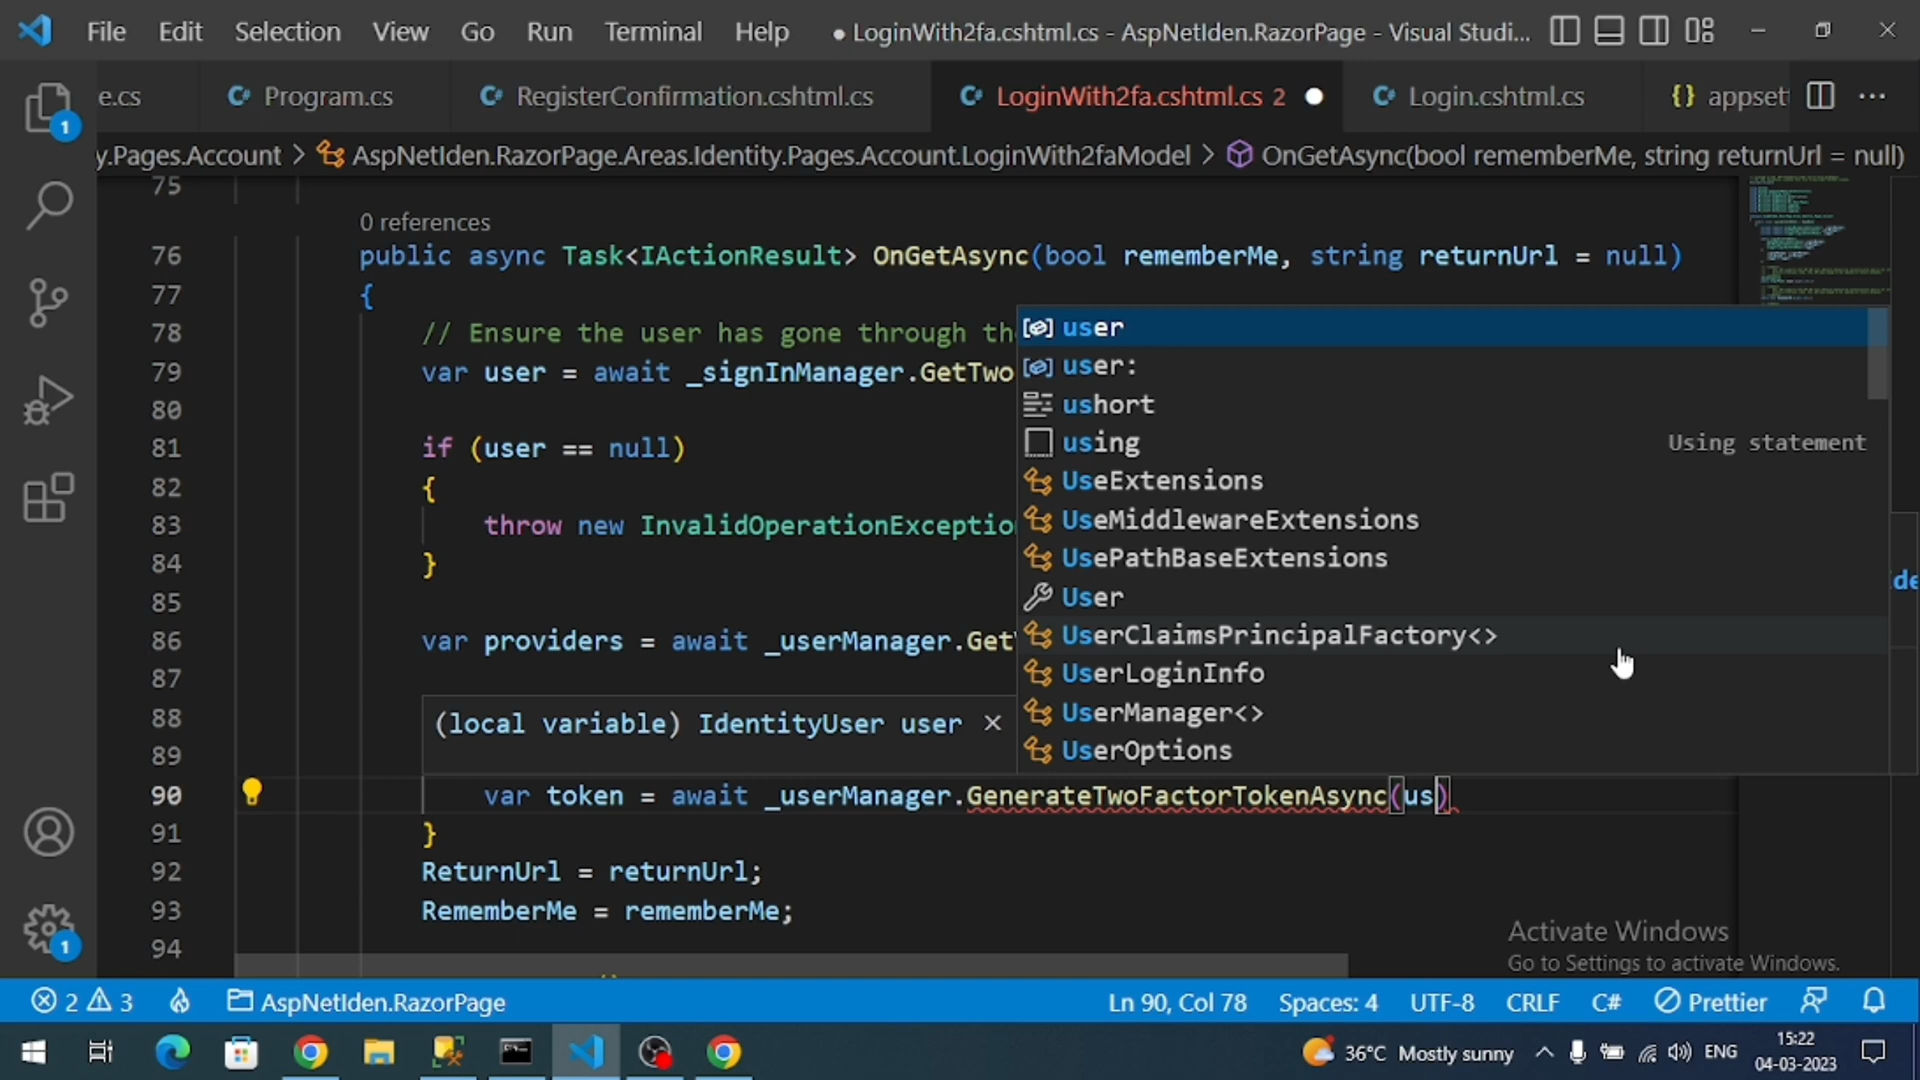 File Edit Selection View Go Run Terminal Help ● LoginWith2fa.cshtml.cs - AspNetIden.RazorPage - Visual Studi...
e.cs Program.cs RegisterConfirmation.cshtml.cs LoginWith2fa.cshtml.cs 2 Login.cshtml.cs {} appset
y.Pages.Account > AspNetIden.RazorPage.Areas.Identity.Pages.Account.LoginWith2faModel > OnGetAsync(bool rememberMe, string returnUrl = null)
75
0 references
76 public async Task<IActionResult> OnGetAsync(bool rememberMe, string returnUrl = null)
77 {
78 // Ensure the user has gone through th
79 var user = await _signInManager.GetTwo
80
81 if (user == null)
82 {
83 throw new InvalidOperationExceptio
84 }
85
86 var providers = await _userManager.Get
87
88
89
(local variable) IdentityUser user ×
user
user:
ushort
using Using statement
UseExtensions
UseMiddlewareExtensions
UsePathBaseExtensions
User
UserClaimsPrincipalFactory<>
UserLoginInfo
UserManager<>
UserOptions
de
90 var token = await _userManager.GenerateTwoFactorTokenAsync(us)
91 }
92 ReturnUrl = returnUrl;
93 RememberMe = rememberMe;
94
Activate Windows
Go to Settings to activate Windows.
1
1
2 3 AspNetIden.RazorPage Ln 90, Col 78 Spaces: 4 UTF-8 CRLF C# Prettier
36°C Mostly sunny ENG 15:22
04-03-2023